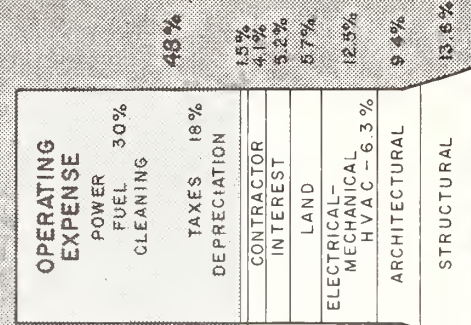 OPERATING
EXPENSE
POWER
FUEL 30%
CLEANING
48%
TAXES 18%
DEPRECIATION
1.5%
CONTRACTOR 4.1%
INTEREST 5.2%
LAND 5.7%
ELECTRICAL-
MECHANICAL 12.5%
HVAC - 6.3%
ARCHITECTURAL 9.4%
STRUCTURAL 13.6%